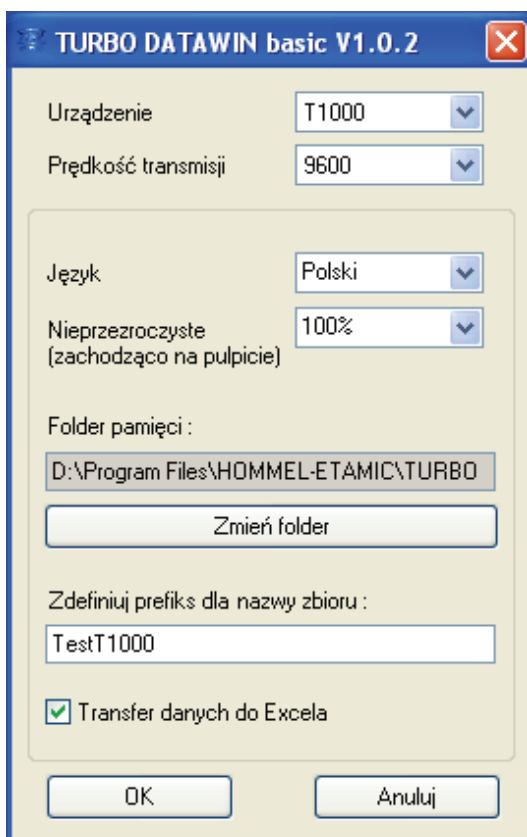 TURBO DATAWIN basic V1.0.2
Urządzenie T1000
Prędkość transmisji 9600
Język Polski
Nieprzezroczyste 100%
(zachodząco na pulpicie)
Folder pamięci :
D:\Program Files\HOMMEL-ETAMIC\TURBO
Zmień folder
Zdefiniuj prefiks dla nazwy zbioru :
TestT1000
Transfer danych do Excela
OK Anuluj